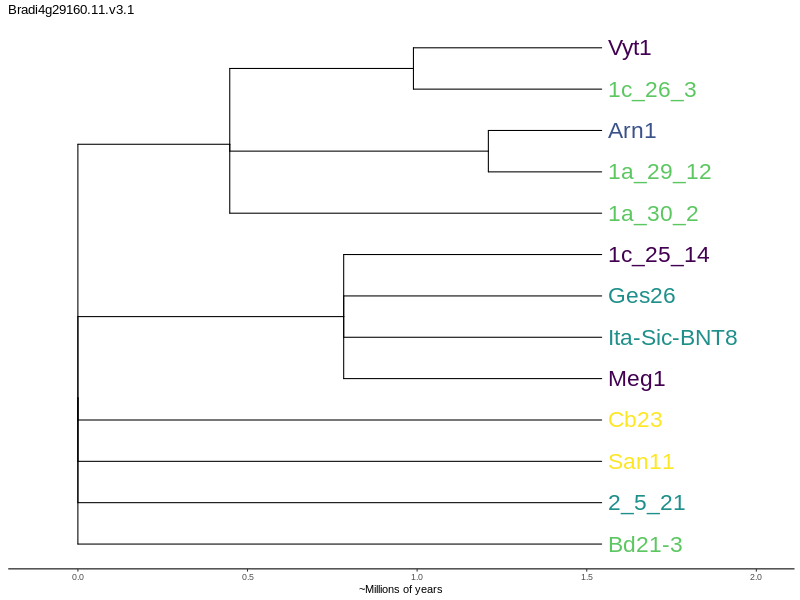 Bradi4g29160.11.v3.1
Vyt1
1c_26_3
Arn1
1a_29_12
1a_30_2
1c_25_14
Ges26
Ita-Sic-BNT8
Meg1
Cb23
San11
2_5_21
Bd21-3
0.0 0.5 1.0 1.5 2.0
~Millions of years